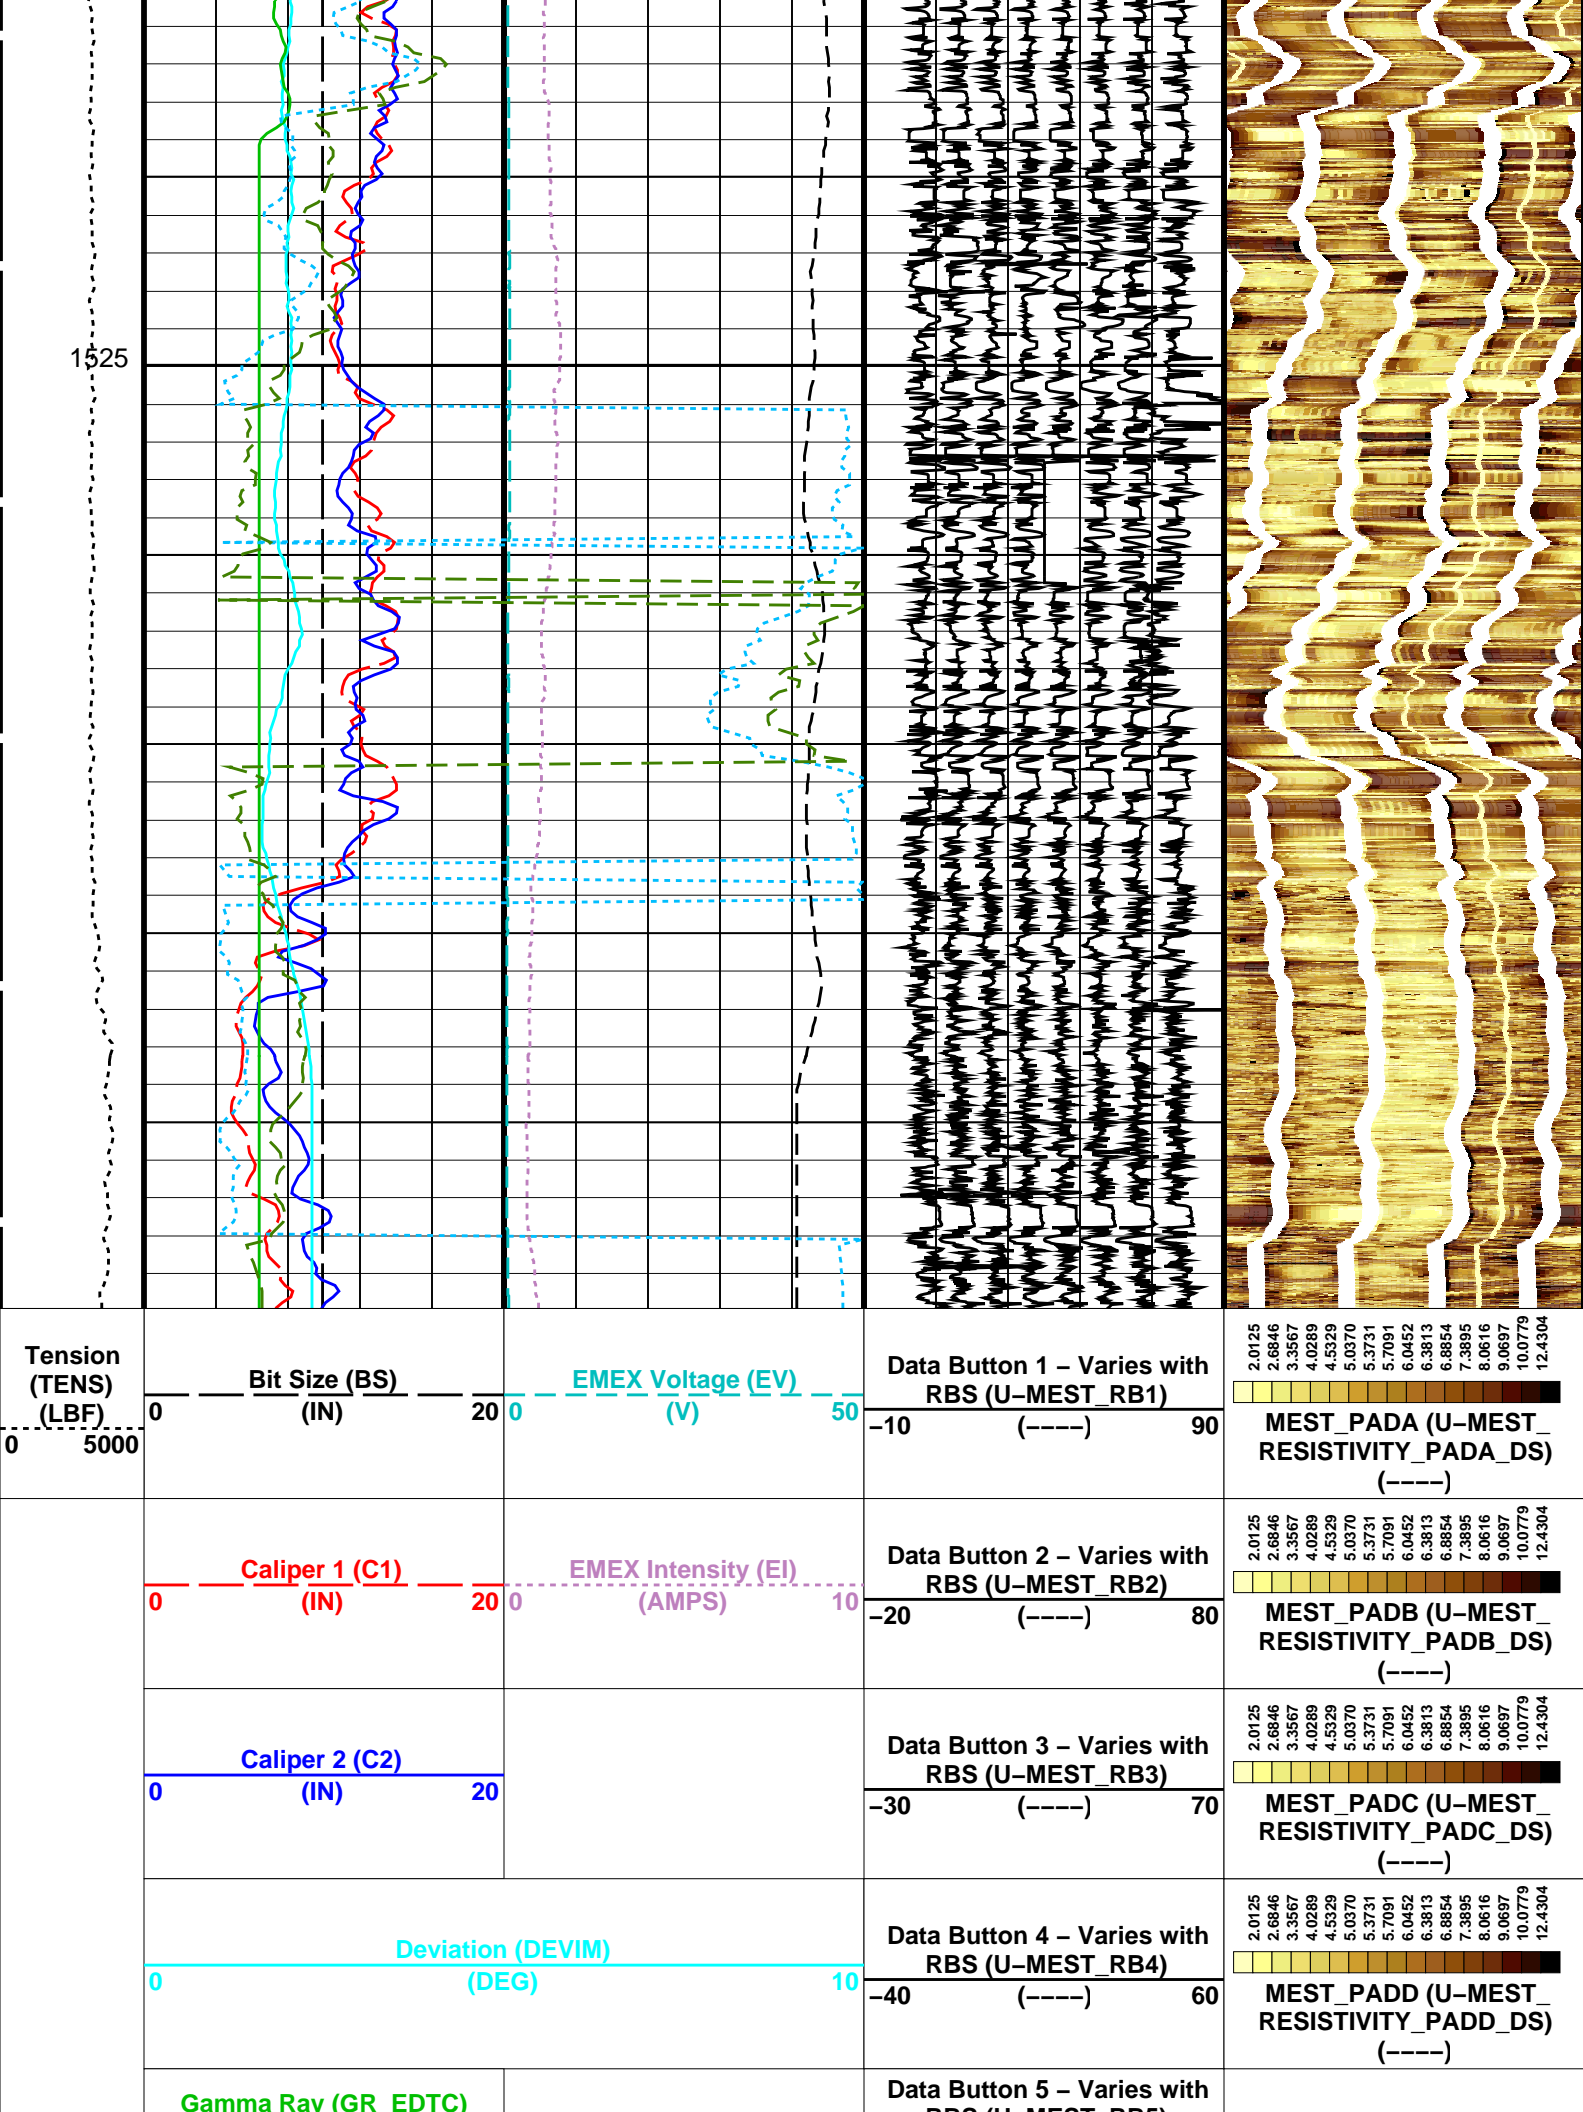 1525
Tension
(TENS)
(LBF)
0 5000
Bit Size (BS)
0 (IN) 20
EMEX Voltage (EV)
0 (V) 50
Data Button 1 – Varies with
RBS (U–MEST_RB1)
–10 (––––) 90
2.0125 2.6846 3.3567 4.0289 4.5329 5.0370 5.3731 5.7091 6.0452 6.3813 6.8854 7.3895 8.0616 9.0697 10.0779 12.4304
MEST_PADA (U–MEST_
RESISTIVITY_PADA_DS)
(––––)
Caliper 1 (C1)
0 (IN) 20
EMEX Intensity (EI)
0 (AMPS) 10
Data Button 2 – Varies with
RBS (U–MEST_RB2)
–20 (––––) 80
2.0125 2.6846 3.3567 4.0289 4.5329 5.0370 5.3731 5.7091 6.0452 6.3813 6.8854 7.3895 8.0616 9.0697 10.0779 12.4304
MEST_PADB (U–MEST_
RESISTIVITY_PADB_DS)
(––––)
Caliper 2 (C2)
0 (IN) 20
Data Button 3 – Varies with
RBS (U–MEST_RB3)
–30 (––––) 70
2.0125 2.6846 3.3567 4.0289 4.5329 5.0370 5.3731 5.7091 6.0452 6.3813 6.8854 7.3895 8.0616 9.0697 10.0779 12.4304
MEST_PADC (U–MEST_
RESISTIVITY_PADC_DS)
(––––)
Deviation (DEVIM)
0 (DEG) 10
Data Button 4 – Varies with
RBS (U–MEST_RB4)
–40 (––––) 60
2.0125 2.6846 3.3567 4.0289 4.5329 5.0370 5.3731 5.7091 6.0452 6.3813 6.8854 7.3895 8.0616 9.0697 10.0779 12.4304
MEST_PADD (U–MEST_
RESISTIVITY_PADD_DS)
(––––)
Gamma Ray (GR_EDTC)
Data Button 5 – Varies with
RBS (U–MEST_RB5)